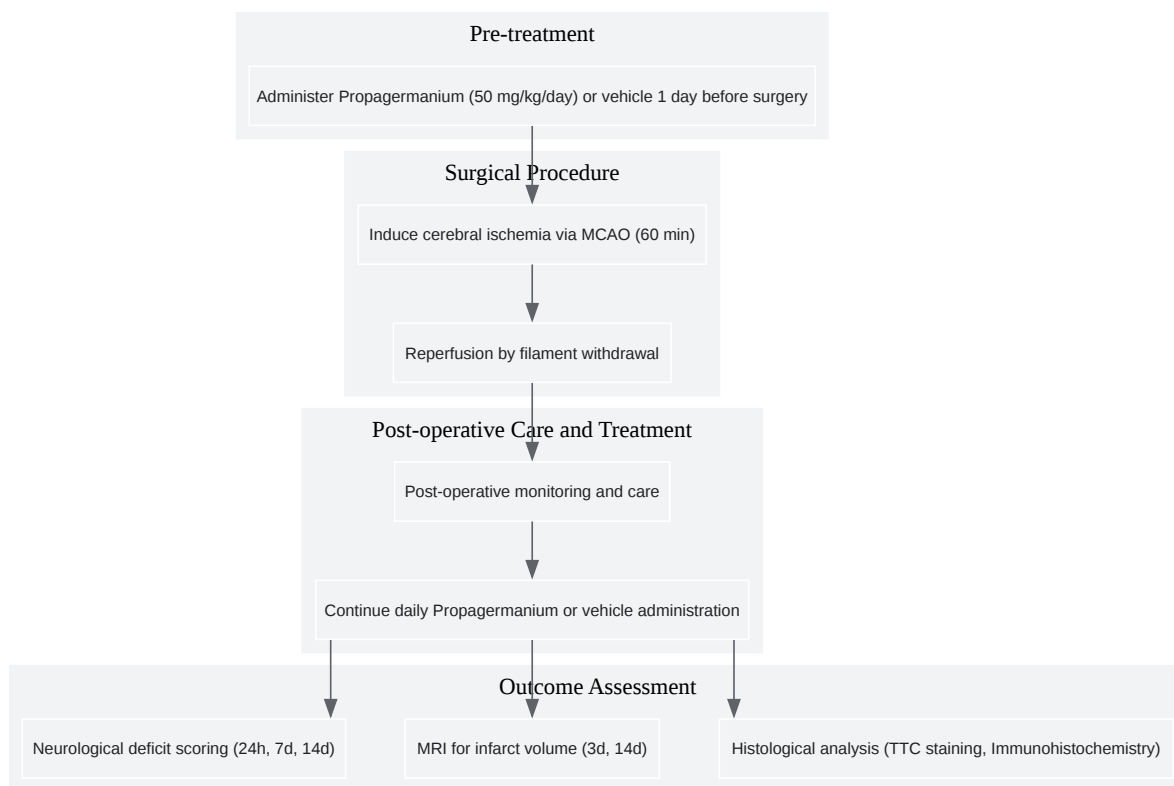 Pre-treatment
Administer Propagermanium (50 mg/kg/day) or vehicle 1 day before surgery
Surgical Procedure
Induce cerebral ischemia via MCAO (60 min)
Reperfusion by filament withdrawal
Post-operative Care and Treatment
Post-operative monitoring and care
Continue daily Propagermanium or vehicle administration
Outcome Assessment
Neurological deficit scoring (24h, 7d, 14d)
MRI for infarct volume (3d, 14d)
Histological analysis (TTC staining, Immunohistochemistry)